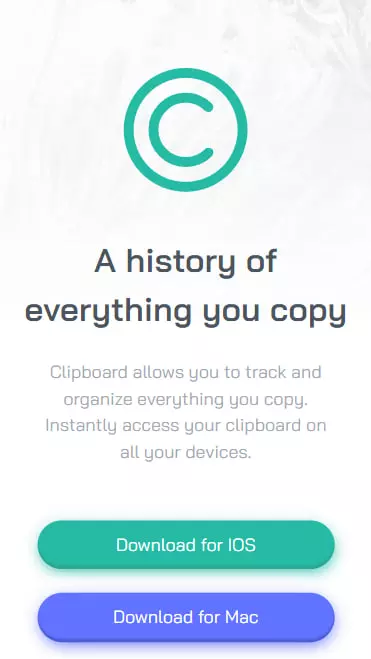 A history of
everything you copy
Clipboard allows you to track and
organize everything you copy.
Instantly access your clipboard on
all your devices.
Download for IOS
Download for Mac